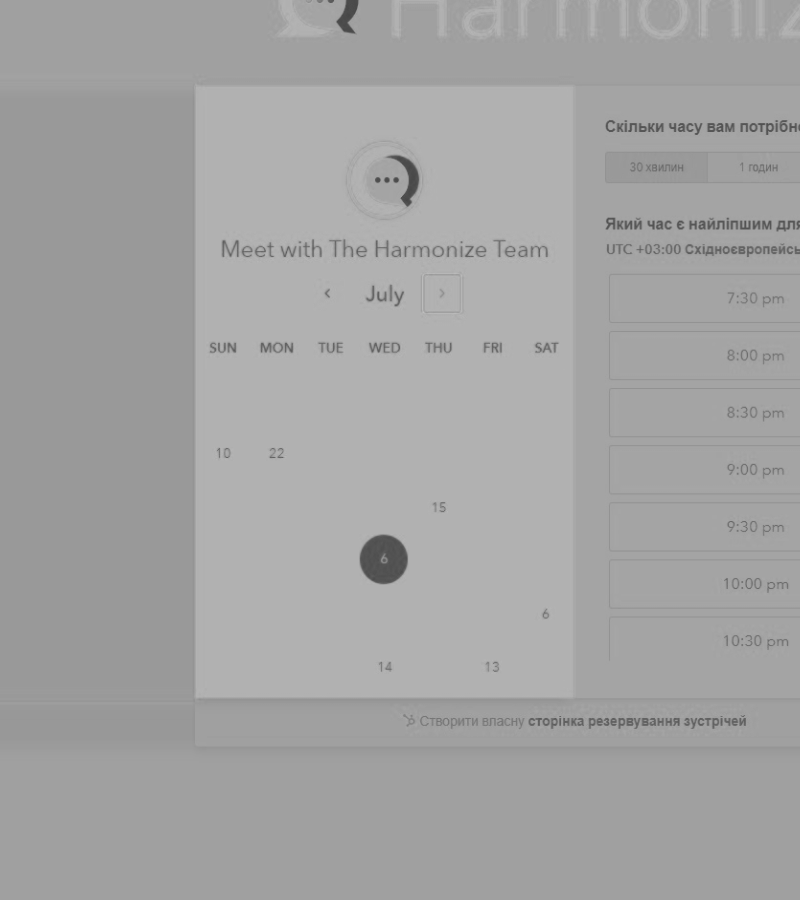 Harmoniz
Meet with The Harmonize Team
July
SUN MON TUE WED THU FRI SAT
10 22
15
6
6
14 13
Скільки часу вам потрібно
30 хвилин 1 годин
Який час є найліпшим для
UTC +03:00 Східноєвропейсь
7:30 pm
8:00 pm
8:30 pm
9:00 pm
9:30 pm
10:00 pm
10:30 pm
Створити власну сторінка резервування зустрічей